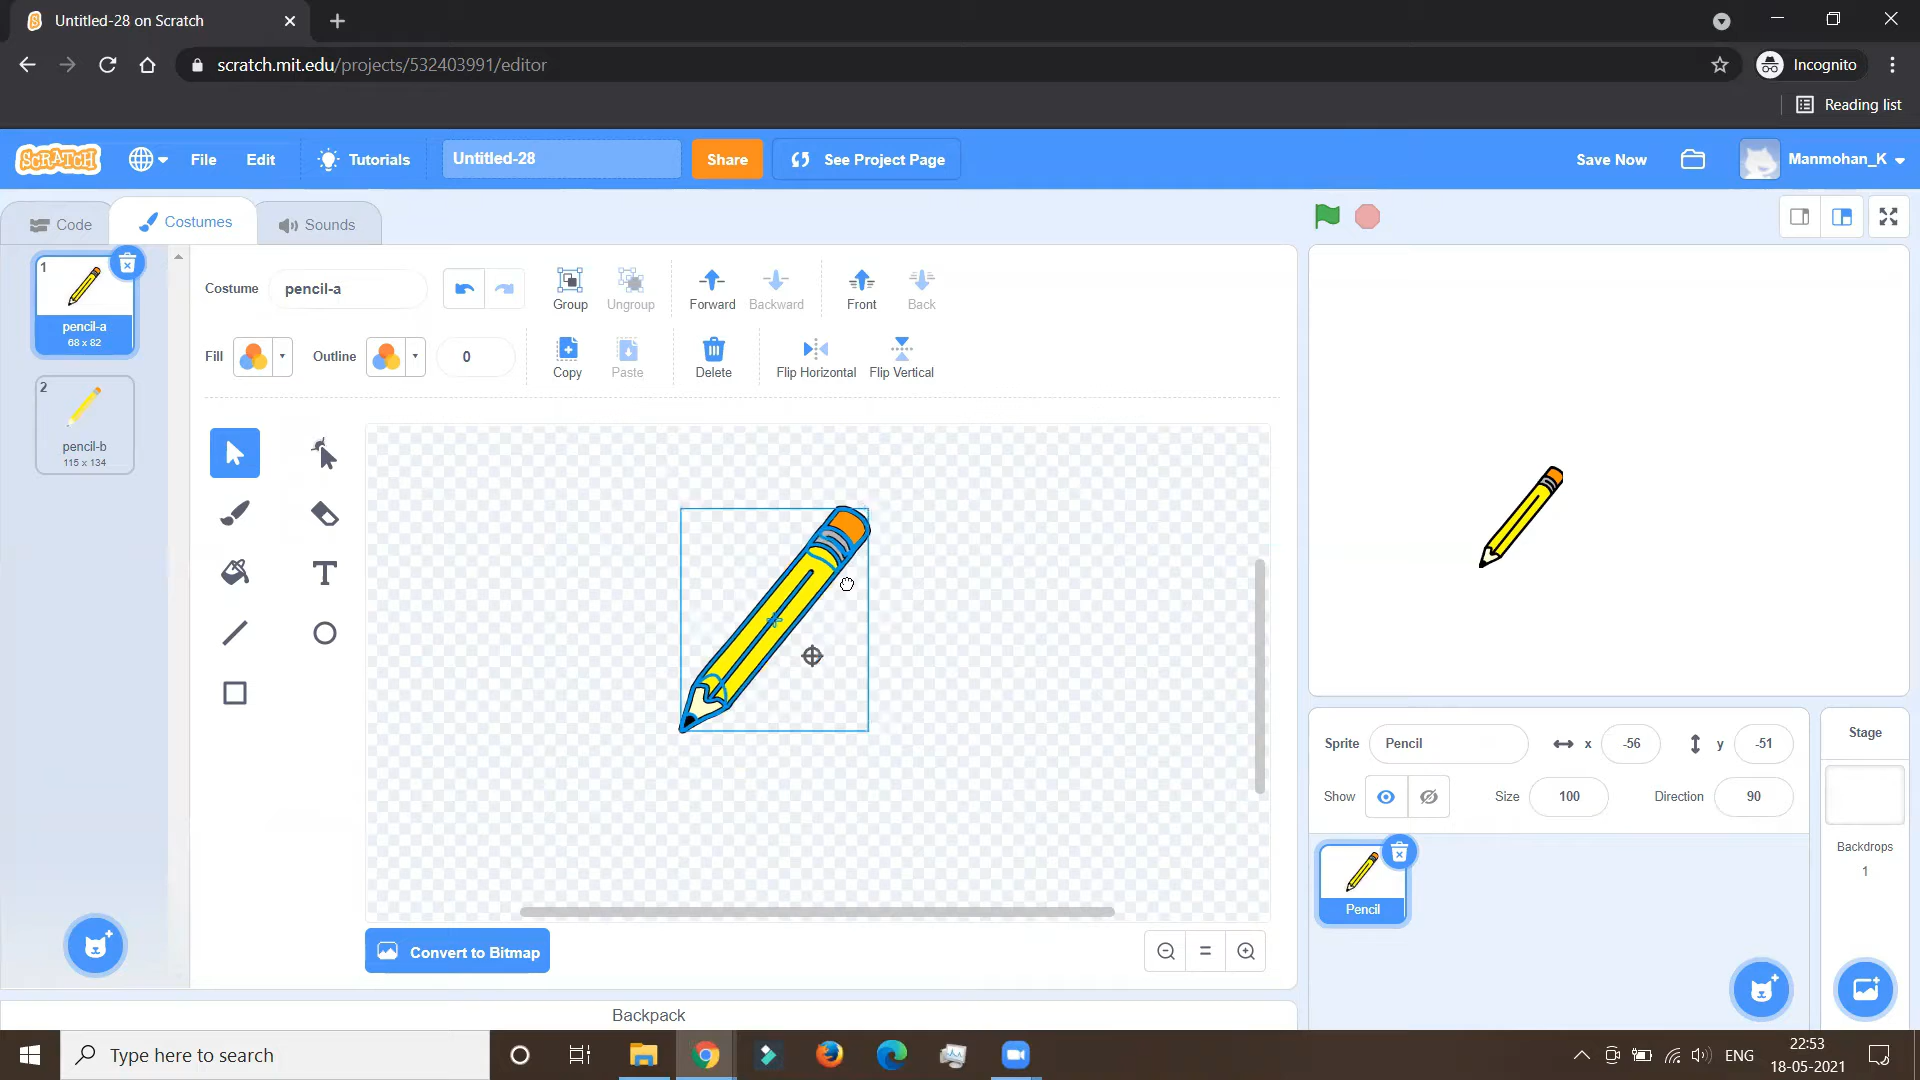 Untitled-28 on Scratch
scratch.mit.edu/projects/532403991/editor
Incognito
Reading list
SCRATCH
File
Edit
Tutorials
Untitled-28
Share
See Project Page
Save Now
Manmohan_K
Code
Costumes
Sounds
1
pencil-a
68 x 82
2
pencil-b
115 x 134
Costume
pencil-a
Group
Ungroup
Forward
Backward
Front
Back
Fill
Outline
0
Copy
Paste
Delete
Flip Horizontal
Flip Vertical
T
Convert to Bitmap
Backpack
Sprite
Pencil
x
-56
y
-51
Show
Size
100
Direction
90
Pencil
Stage
Backdrops
1
Type here to search
ENG
22:53
18-05-2021